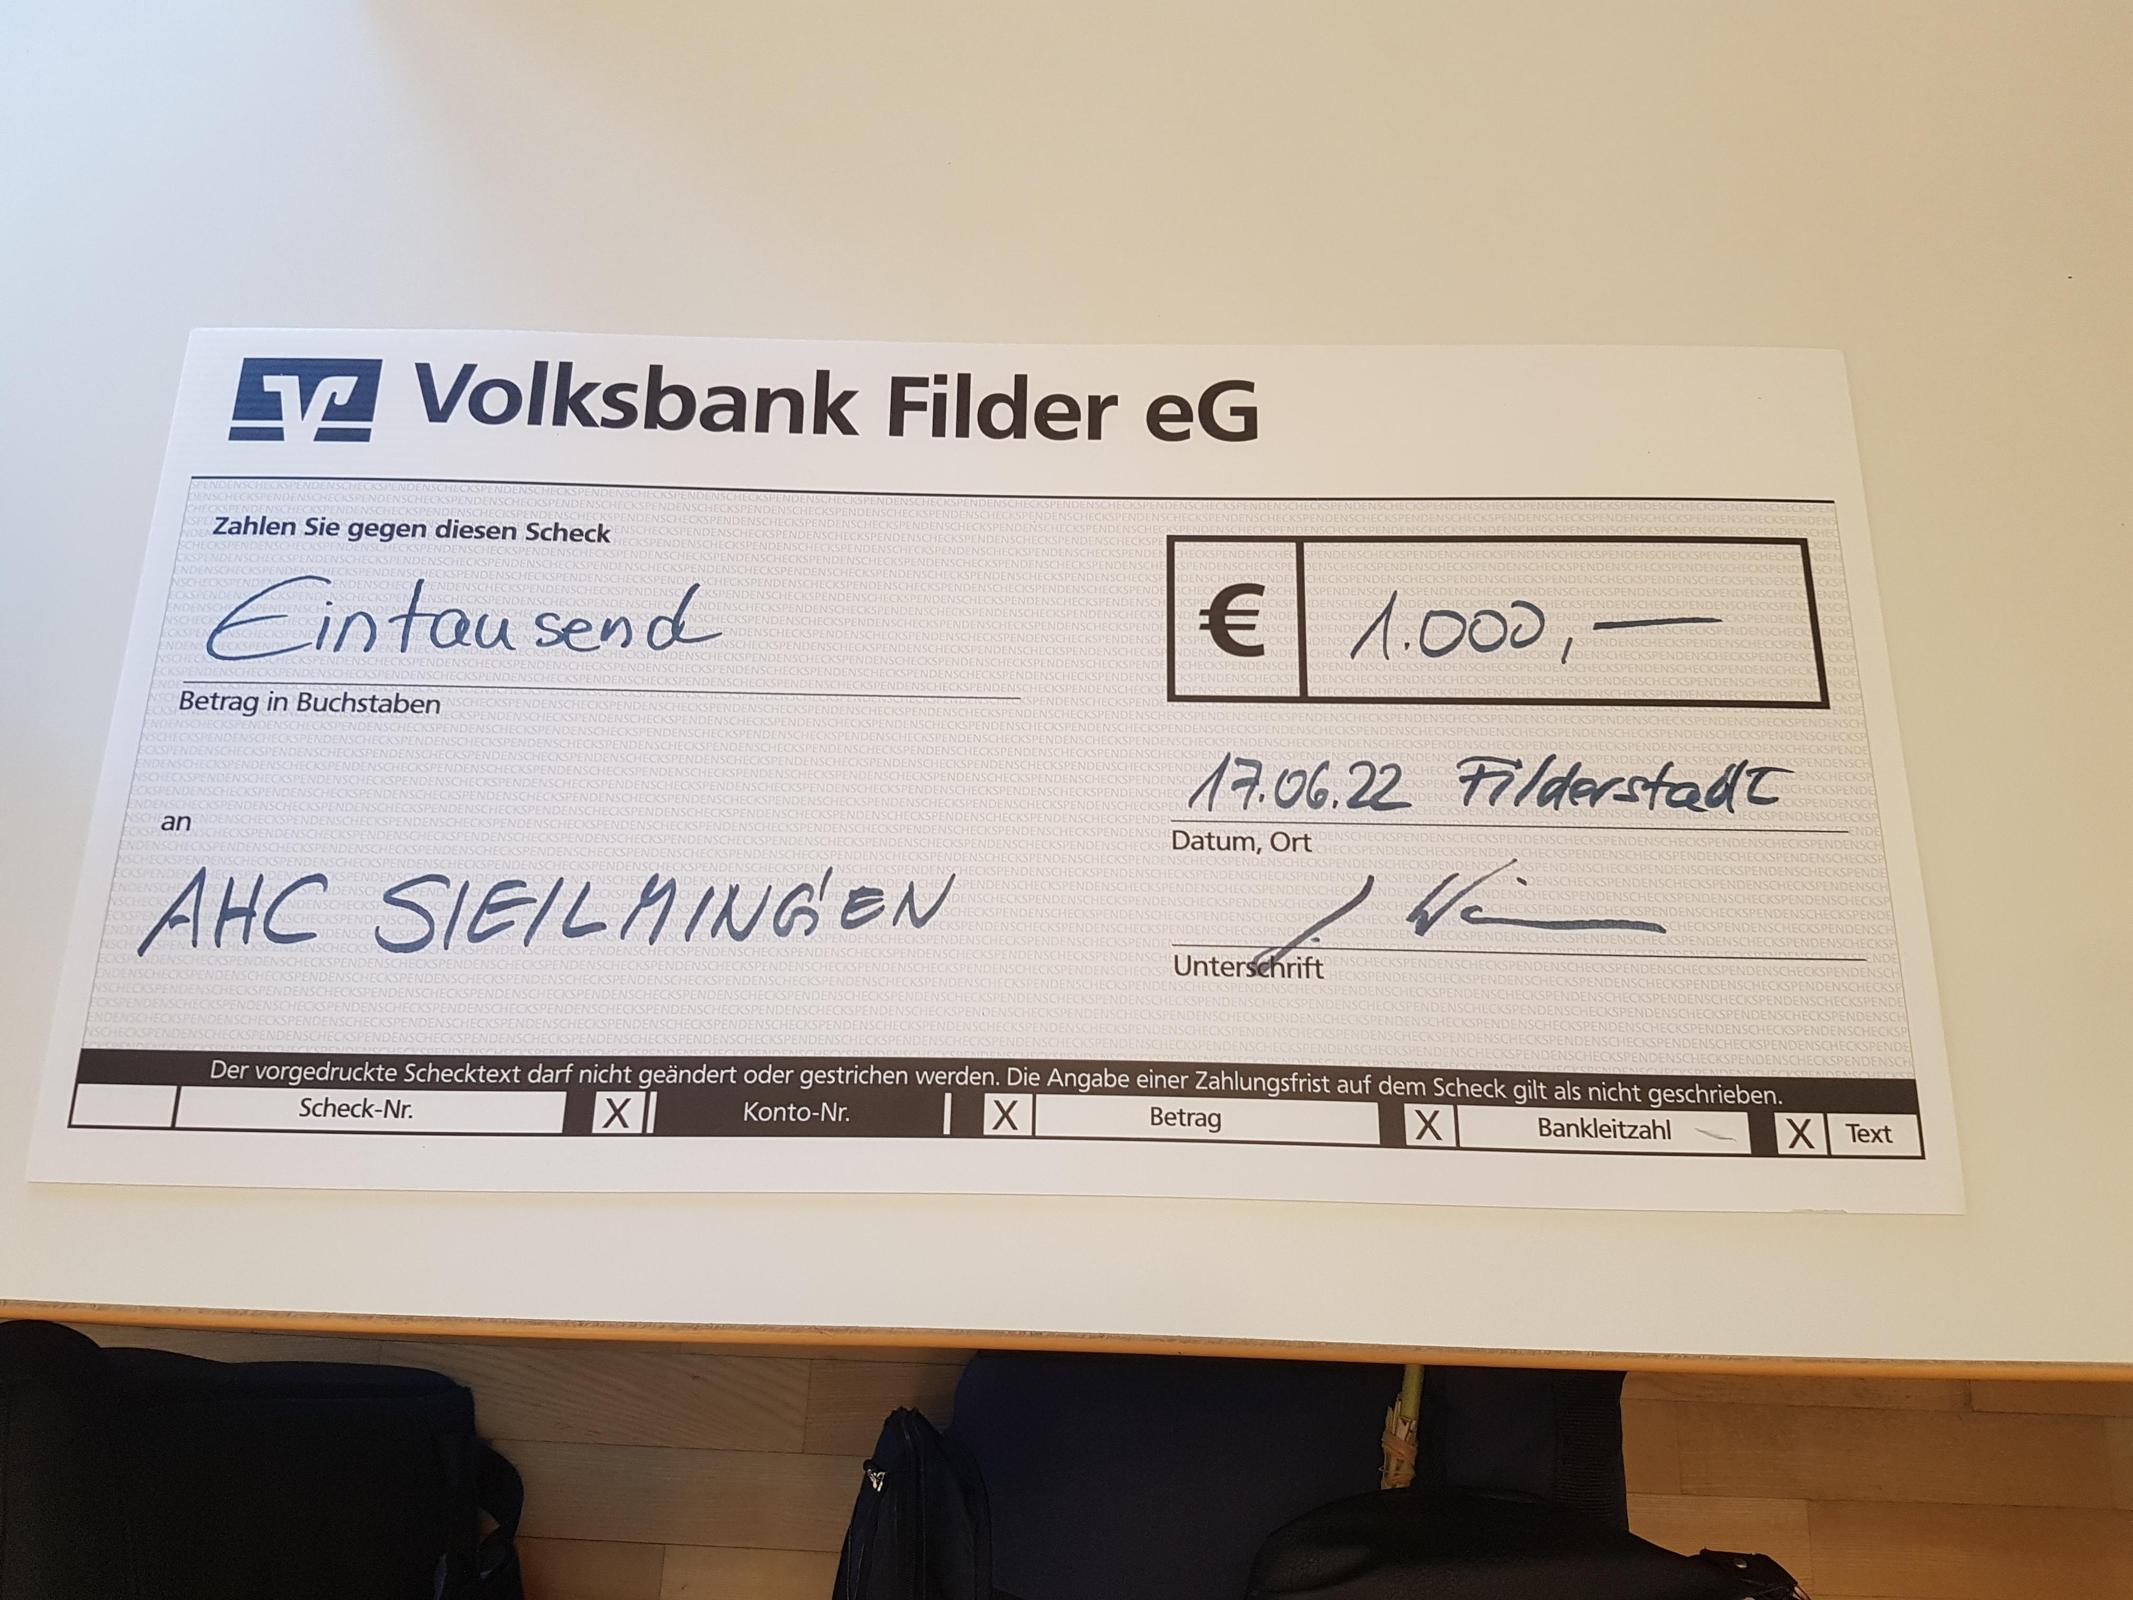 Volksbank Filder eG
Zahlen Sie gegen diesen Scheck
Eintausend
€ 1.000,—
Betrag in Buchstaben
17.06.22 Filderstadt
Datum, Ort
an
AHC SIEILMINGEN
Unterschrift
Der vorgedruckte Schecktext darf nicht geändert oder gestrichen werden. Die Angabe einer Zahlungsfrist auf dem Scheck gilt als nicht geschrieben.
Scheck-Nr. X Konto-Nr. X Betrag X Bankleitzahl X Text